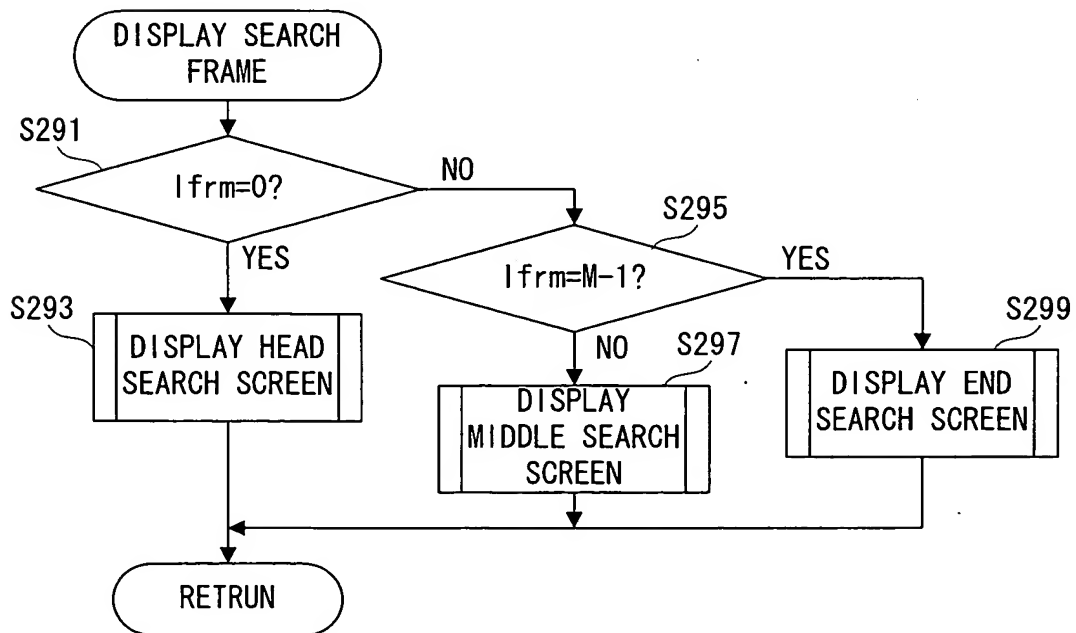 DISPLAY SEARCH
FRAME
S291
Ifrm=0?
NO
YES
S295
Ifrm=M-1?
YES
NO
S293
DISPLAY HEAD
SEARCH SCREEN
S297
DISPLAY
MIDDLE SEARCH
SCREEN
S299
DISPLAY END
SEARCH SCREEN
RETRUN